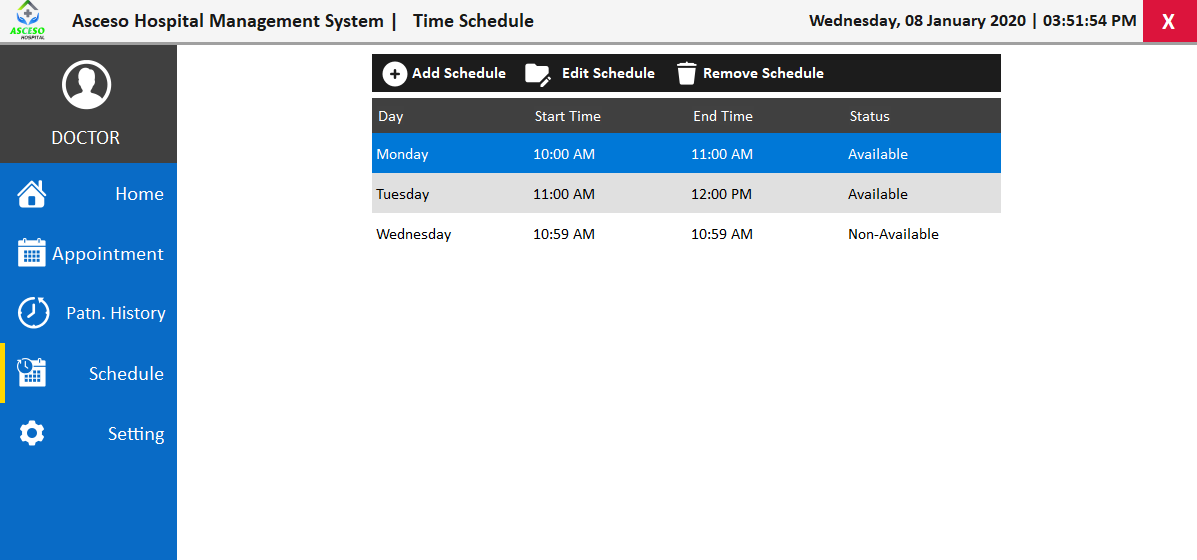 Asceso Hospital Management System | Time Schedule
Wednesday, 08 January 2020 | 03:51:54 PM
X
ASCESO
HOSPITAL
DOCTOR
Home
Appointment
Patn. History
Schedule
Setting
Add Schedule Edit Schedule Remove Schedule
Day Start Time End Time Status
Monday 10:00 AM 11:00 AM Available
Tuesday 11:00 AM 12:00 PM Available
Wednesday 10:59 AM 10:59 AM Non-Available